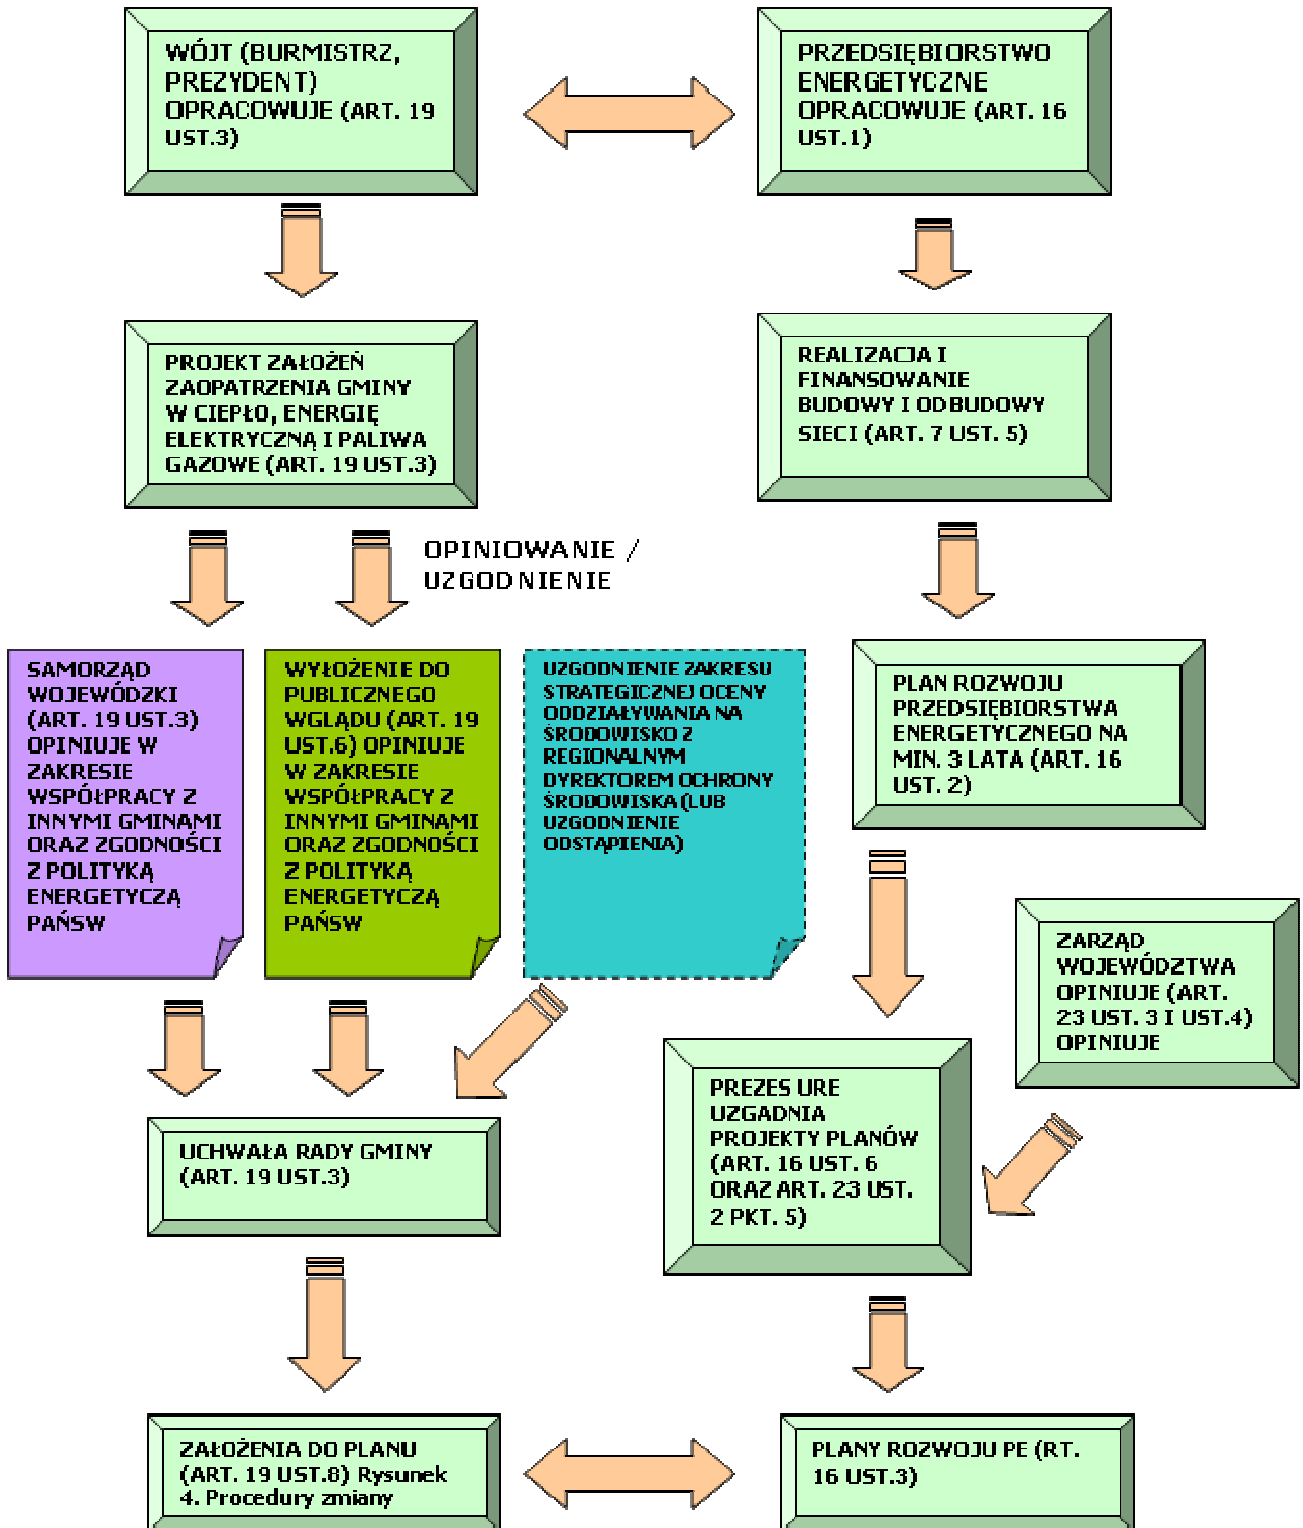 WÓJT (BURMISTRZ,
PREZYDENT)
OPRACOWUJE (ART. 19
UST.3)
PRZEDSIĘBIORSTWO
ENERGETYCZNE
OPRACOWUJE (ART. 16
UST.1)
PROJEKT ZAŁOŻEŃ
ZAOPATRZENIA GMINY
W CIEPŁO, ENERGIĘ
ELEKTRYCZNĄ I PALIWA
GAZOWE (ART. 19 UST.3)
REALIZACJA I
FINANSOWANIE
BUDOWY I ODBUDOWY
SIECI (ART. 7 UST. 5)
OPINIOWANIE /
UZGODNIENIE
SAMORZĄD
WOJEWÓDZKI
(ART. 19 UST.3)
OPINIUJE W
ZAKRESIE
WSPÓŁPRACY Z
INNYMI GMINAMI
ORAZ ZGODNOŚCI
Z POLITYKĄ
ENERGETYCZĄ
PAŃSW
WYŁOŻENIE DO
PUBLICZNEGO
WGLĄDU (ART. 19
UST.6) OPINIUJE
W ZAKRESIE
WSPÓŁPRACY Z
INNYMI GMINAMI
ORAZ ZGODNOŚCI
Z POLITYKĄ
ENERGETYCZĄ
PAŃSW
UZGODNIENIE ZAKRESU
STRATEGICZNEJ OCENY
ODDZIAŁYWANIA NA
ŚRODOWISKO Z
REGIONALNYM
DYREKTOREM OCHRONY
ŚRODOWISKA (LUB
UZGODNIENIE
ODSTĄPIENIA)
PLAN ROZWOJU
PRZEDSIĘBIORSTWA
ENERGETYCZNEGO NA
MIN. 3 LATA (ART. 16
UST. 2)
ZARZĄD
WOJEWÓDZTWA
OPINIUJE (ART.
23 UST. 3 I UST.4)
OPINIUJE
PREZES URE
UZGADNIA
PROJEKTY PLANÓW
(ART. 16 UST. 6
ORAZ ART. 23 UST.
2 PKT. 5)
UCHWAŁA RADY GMINY
(ART. 19 UST.3)
ZAŁOŻENIA DO PLANU
(ART. 19 UST.8) Rysunek
4. Procedury zmiany
PLANY ROZWOJU PE (RT.
16 UST.3)